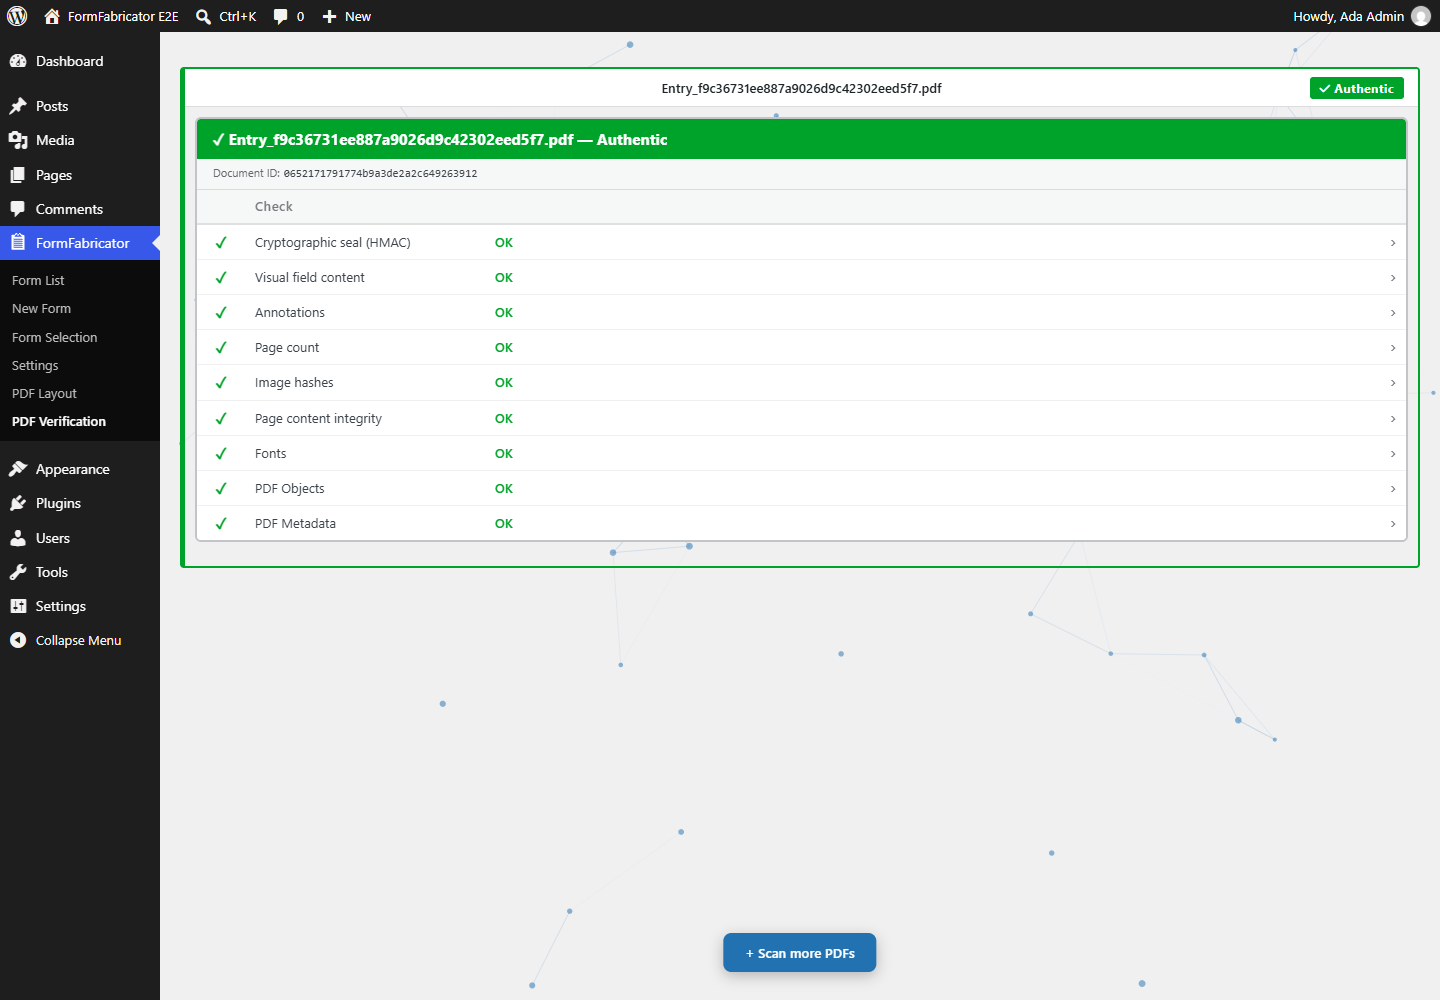 FormFabricator E2E Ctrl+K 0 New Howdy, Ada Admin
Dashboard
Posts
Media
Pages
Comments
FormFabricator
Form List
New Form
Form Selection
Settings
PDF Layout
PDF Verification
Appearance
Plugins
Users
Tools
Settings
Collapse Menu
Entry_f9c36731ee887a9026d9c42302eed5f7.pdf ✓ Authentic
✓ Entry_f9c36731ee887a9026d9c42302eed5f7.pdf — Authentic
Document ID: 0652171791774b9a3de2a2c649263912
Check
✓ Cryptographic seal (HMAC) OK ›
✓ Visual field content OK ›
✓ Annotations OK ›
✓ Page count OK ›
✓ Image hashes OK ›
✓ Page content integrity OK ›
✓ Fonts OK ›
✓ PDF Objects OK ›
✓ PDF Metadata OK ›
+ Scan more PDFs